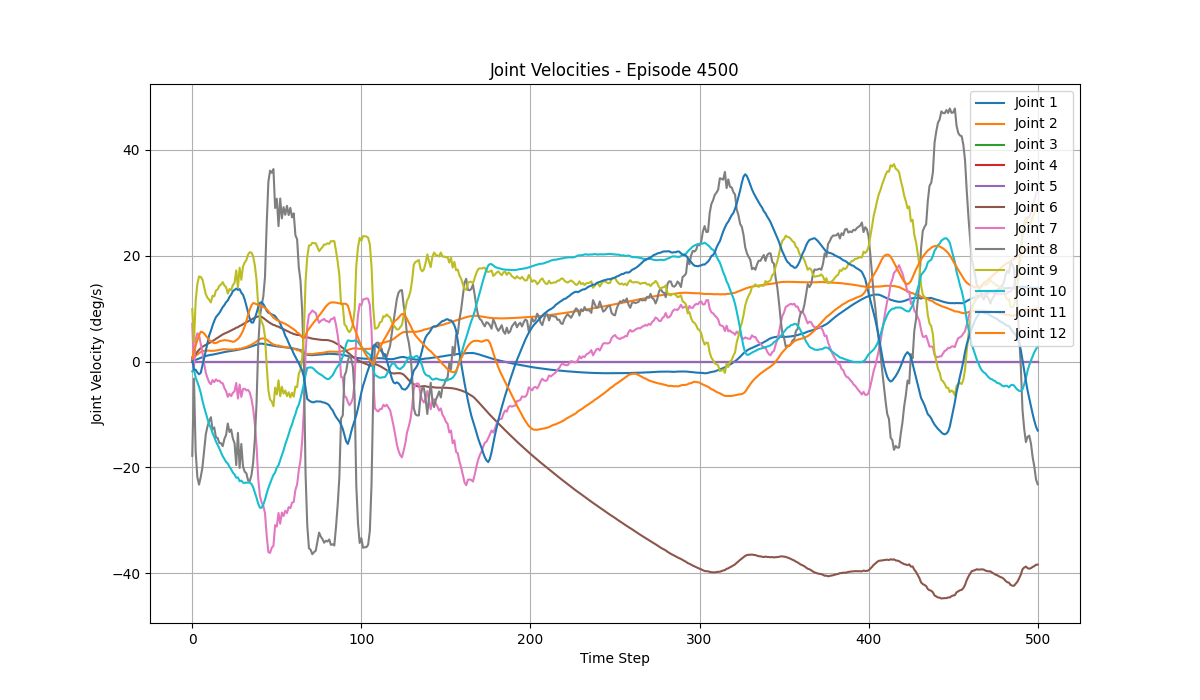 Joint Velocities - Episode 4500
Joint Velocity (deg/s)
40
20
0
−20
−40
0 100 200 300 400 500
Time Step
Joint 1
Joint 2
Joint 3
Joint 4
Joint 5
Joint 6
Joint 7
Joint 8
Joint 9
Joint 10
Joint 11
Joint 12